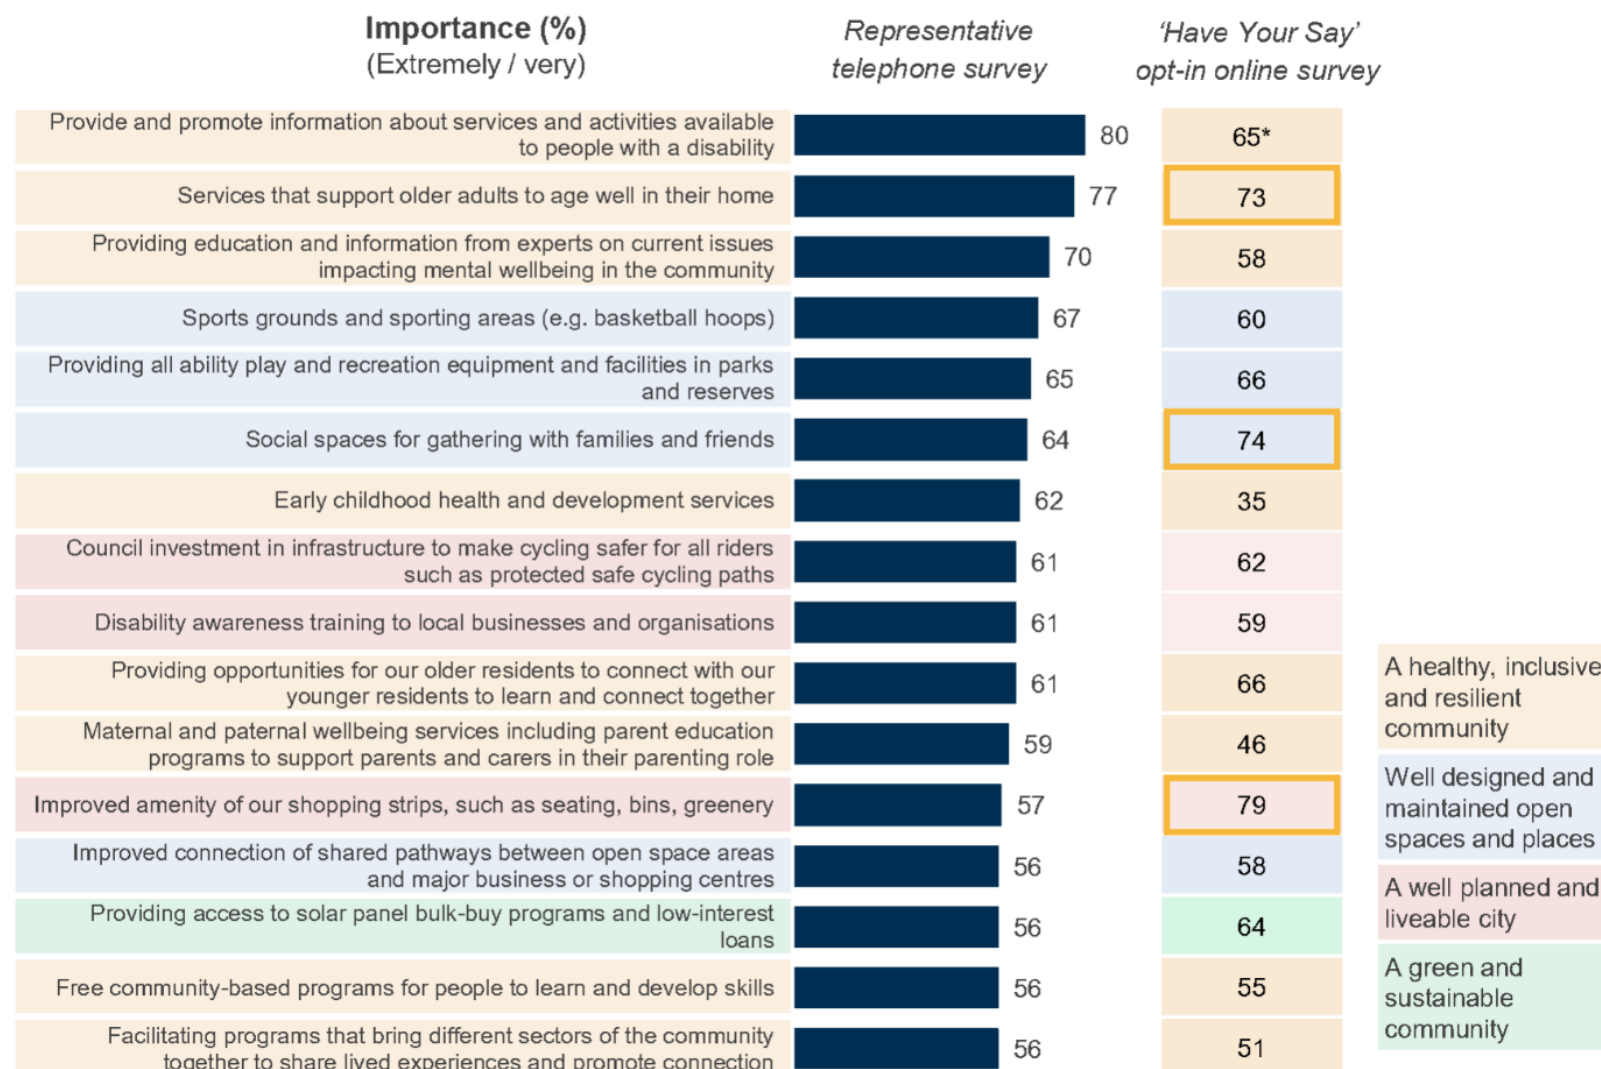 Importance (%)
(Extremely / very)
Representative
telephone survey
‘Have Your Say’
opt-in online survey
Provide and promote information about services and activities available
to people with a disability
80
65*
Services that support older adults to age well in their home
77
73
Providing education and information from experts on current issues
impacting mental wellbeing in the community
70
58
Sports grounds and sporting areas (e.g. basketball hoops)
67
60
Providing all ability play and recreation equipment and facilities in parks
and reserves
65
66
Social spaces for gathering with families and friends
64
74
Early childhood health and development services
62
35
Council investment in infrastructure to make cycling safer for all riders
such as protected safe cycling paths
61
62
Disability awareness training to local businesses and organisations
61
59
Providing opportunities for our older residents to connect with our
younger residents to learn and connect together
61
66
Maternal and paternal wellbeing services including parent education
programs to support parents and carers in their parenting role
59
46
Improved amenity of our shopping strips, such as seating, bins, greenery
57
79
Improved connection of shared pathways between open space areas
and major business or shopping centres
56
58
Providing access to solar panel bulk-buy programs and low-interest
loans
56
64
Free community-based programs for people to learn and develop skills
56
55
Facilitating programs that bring different sectors of the community
together to share lived experiences and promote connection
56
51
A healthy, inclusive
and resilient
community
Well designed and
maintained open
spaces and places
A well planned and
liveable city
A green and
sustainable
community